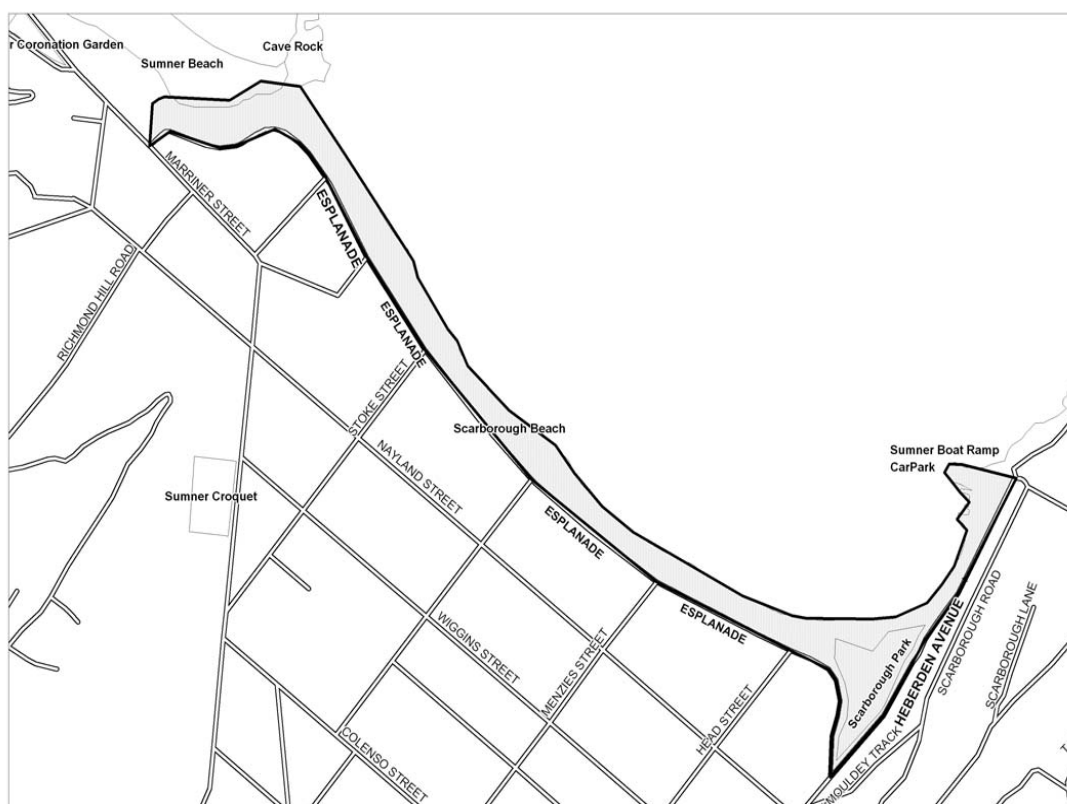 r Coronation Garden
Cave Rock
Sumner Beach
MARRINER STREET
ESPLANADE
RICHMOND HILL ROAD
ESPLANADE
STOKE STREET
Scarborough Beach
NAYLAND STREET
Sumner Boat Ramp
CarPark
Sumner Croquet
ESPLANADE
ESPLANADE
SCARBOROUGH ROAD
SCARBOROUGH LANE
HEBERDEN AVENUE
WIGGINS STREET
MENZIES STREET
Scarborough Park
HEAD STREET
COLENSO STREET
MOULDEY TRACK